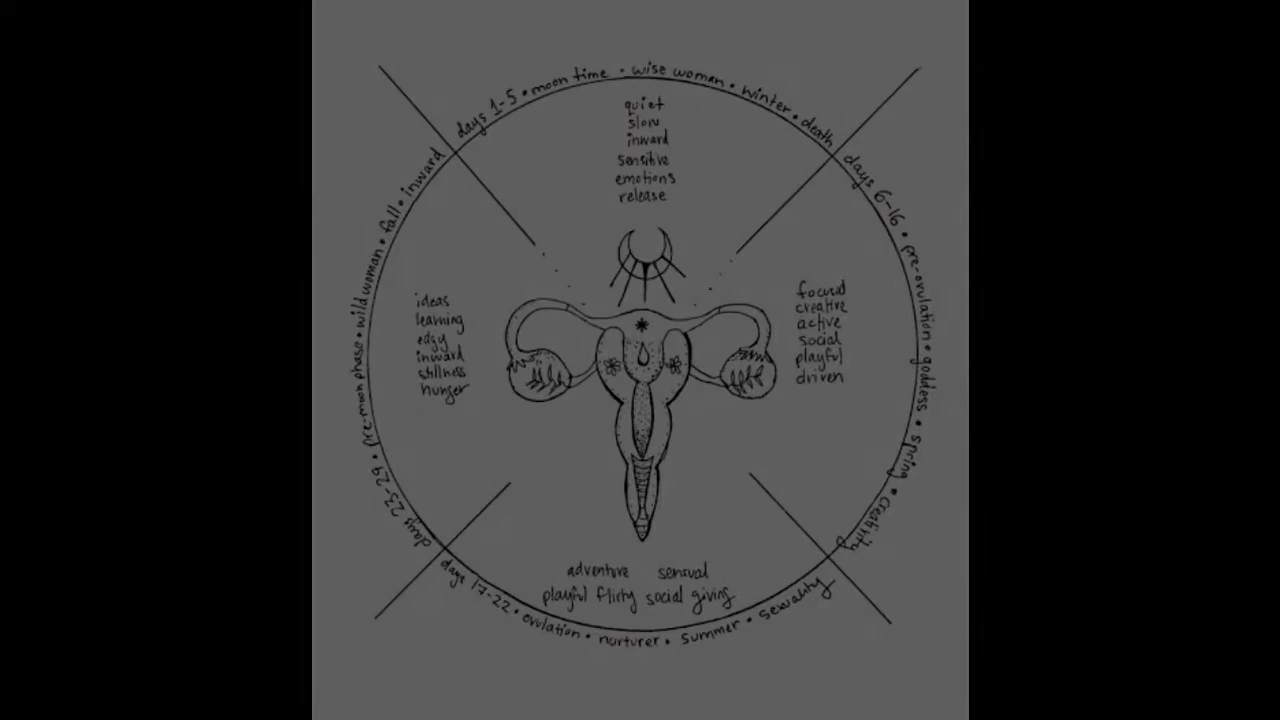 days 1-5 • moon time • wise woman • winter • death
quiet
slow
inward
sensitive
emotions
release
days 6-16 • pre-ovulation • goddess • spring • creativity
focused
creative
active
social
playful
driven
adventure sensual
playful flirty social giving
days 17-22 • ovulation • nurturer • summer • sexuality
days 23-29 • pre-moon phase • wild woman • fall • inward
ideas
learning
edgy
inward
stillness
hunger